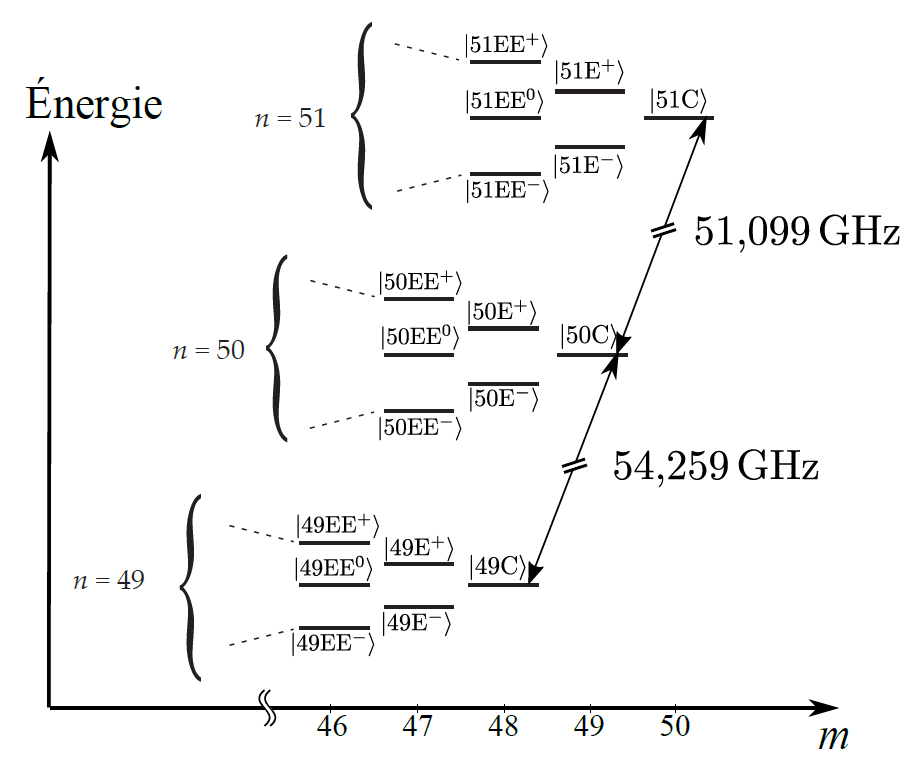 Énergie
|51EE⁺⟩
|51E⁺⟩
n = 51
|51EE⁰⟩
|51C⟩
|51E⁻⟩
|51EE⁻⟩
51,099 GHz
|50EE⁺⟩
|50E⁺⟩
n = 50
|50EE⁰⟩
|50C⟩
|50E⁻⟩
|50EE⁻⟩
54,259 GHz
|49EE⁺⟩
|49E⁺⟩
n = 49
|49EE⁰⟩
|49C⟩
|49E⁻⟩
|49EE⁻⟩
46 47 48 49 50
m